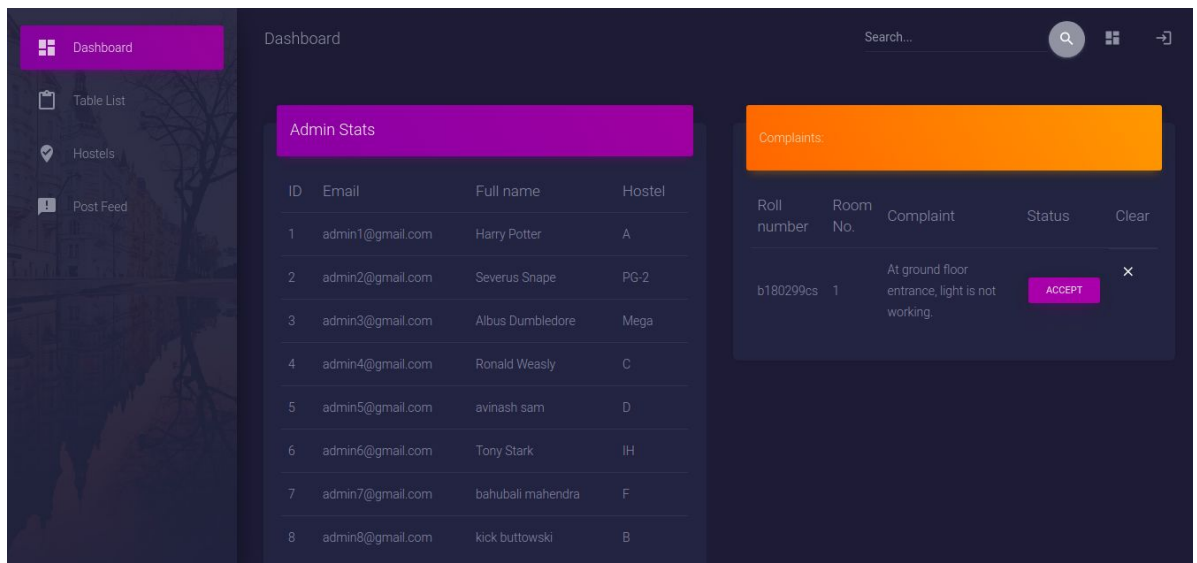 Dashboard
Table List
Hostels
Post Feed
Dashboard
Search...
Admin Stats
ID Email Full name Hostel
1 admin1@gmail.com Harry Potter A
2 admin2@gmail.com Severus Snape PG-2
3 admin3@gmail.com Albus Dumbledore Mega
4 admin4@gmail.com Ronald Weasly C
5 admin5@gmail.com avinash sam D
6 admin6@gmail.com Tony Stark IH
7 admin7@gmail.com bahubali mahendra F
8 admin8@gmail.com kick buttowski B
Complaints:
Roll number Room No. Complaint Status Clear
b180299cs 1 At ground floor
entrance, light is not
working.
ACCEPT